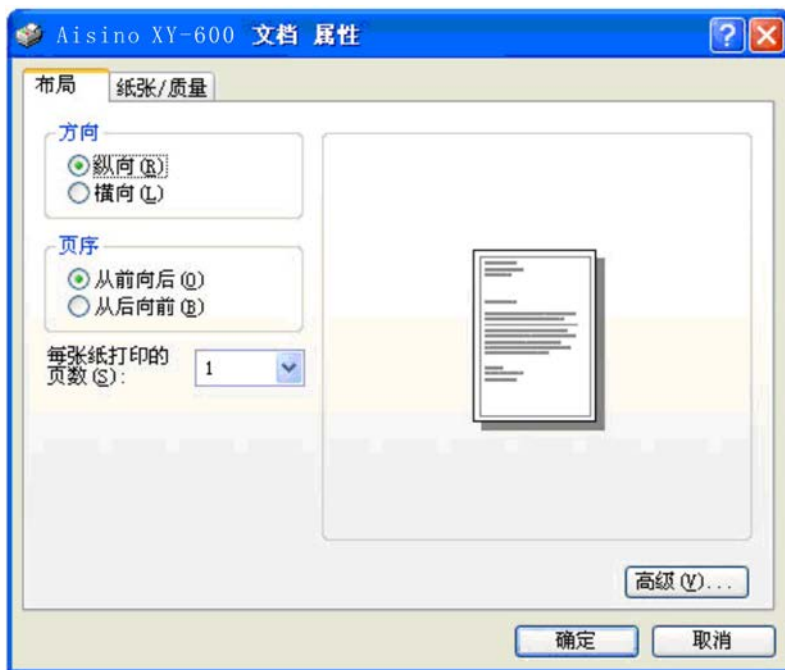 Aisino XY-600 文档 属性
布局
纸张/质量
方向
纵向(R)
横向(L)
页序
从前向后(O)
从后向前(B)
每张纸打印的
页数(S):
1
高级(V)...
确定
取消